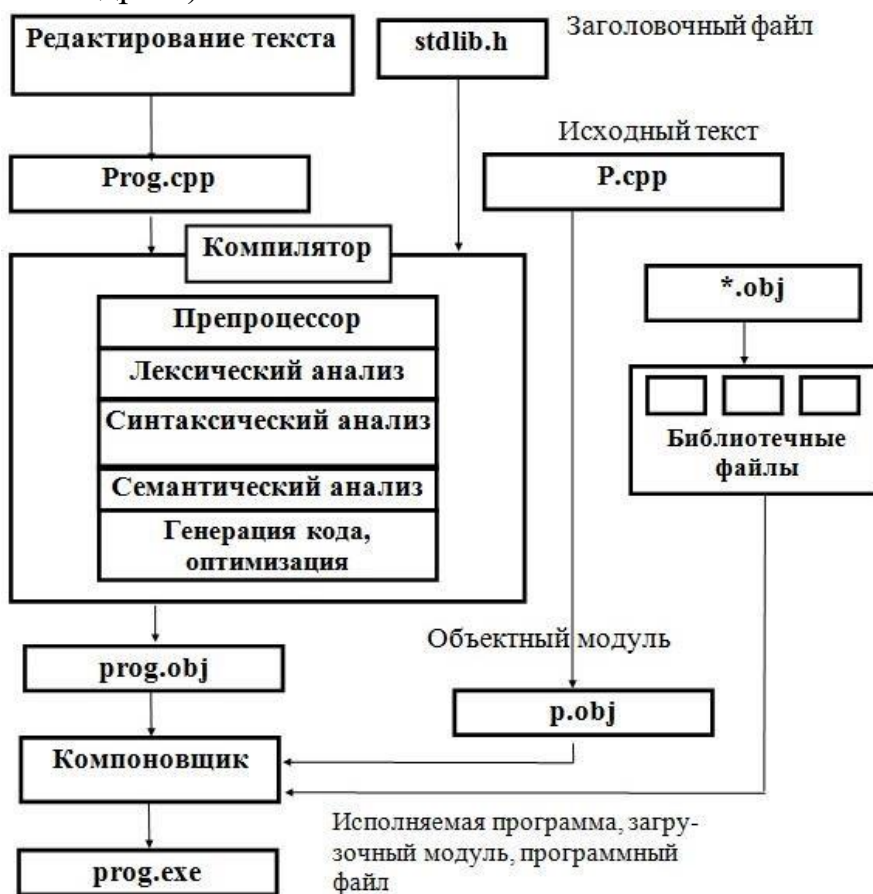 Редактирование текста
stdlib.h
Заголовочный файл
Исходный текст
Prog.cpp
P.cpp
Компилятор
*.obj
Препроцессор
Лексический анализ
Синтаксический анализ
Семантический анализ
Генерация кода,
оптимизация
Библиотечные
файлы
Объектный модуль
prog.obj
p.obj
Компоновщик
Исполняемая программа, загру-
зочный модуль, программный
файл
prog.exe